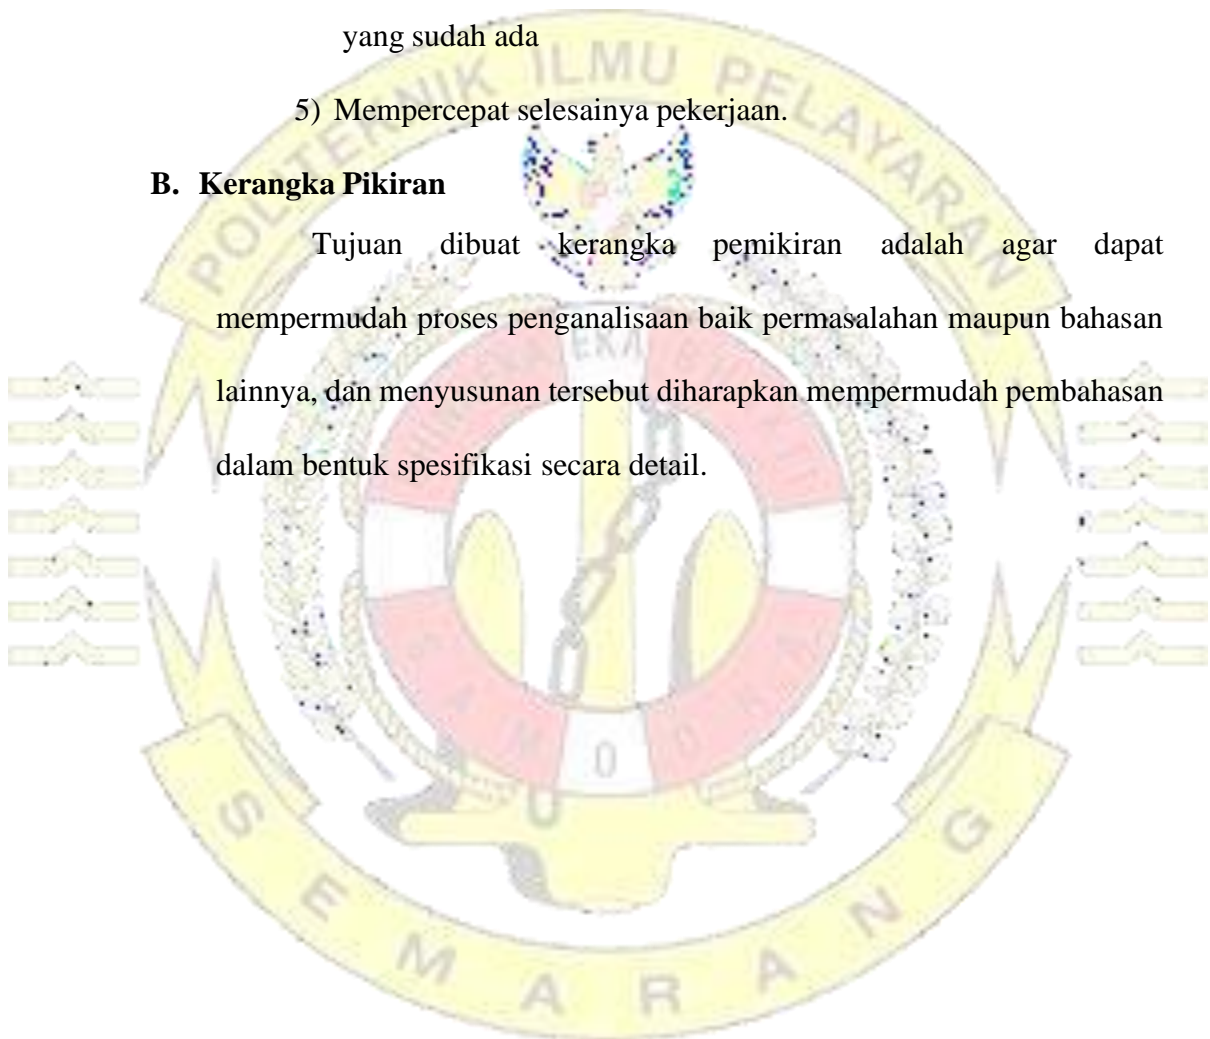 yang sudah ada
5) Mempercepat selesainya pekerjaan.
B. Kerangka Pikiran
Tujuan dibuat kerangka pemikiran adalah agar dapat
mempermudah proses penganalisaan baik permasalahan maupun bahasan
lainnya, dan menyusunan tersebut diharapkan mempermudah pembahasan
dalam bentuk spesifikasi secara detail.
POLITEKNIK ILMU PELAYARAN
SEMARANG